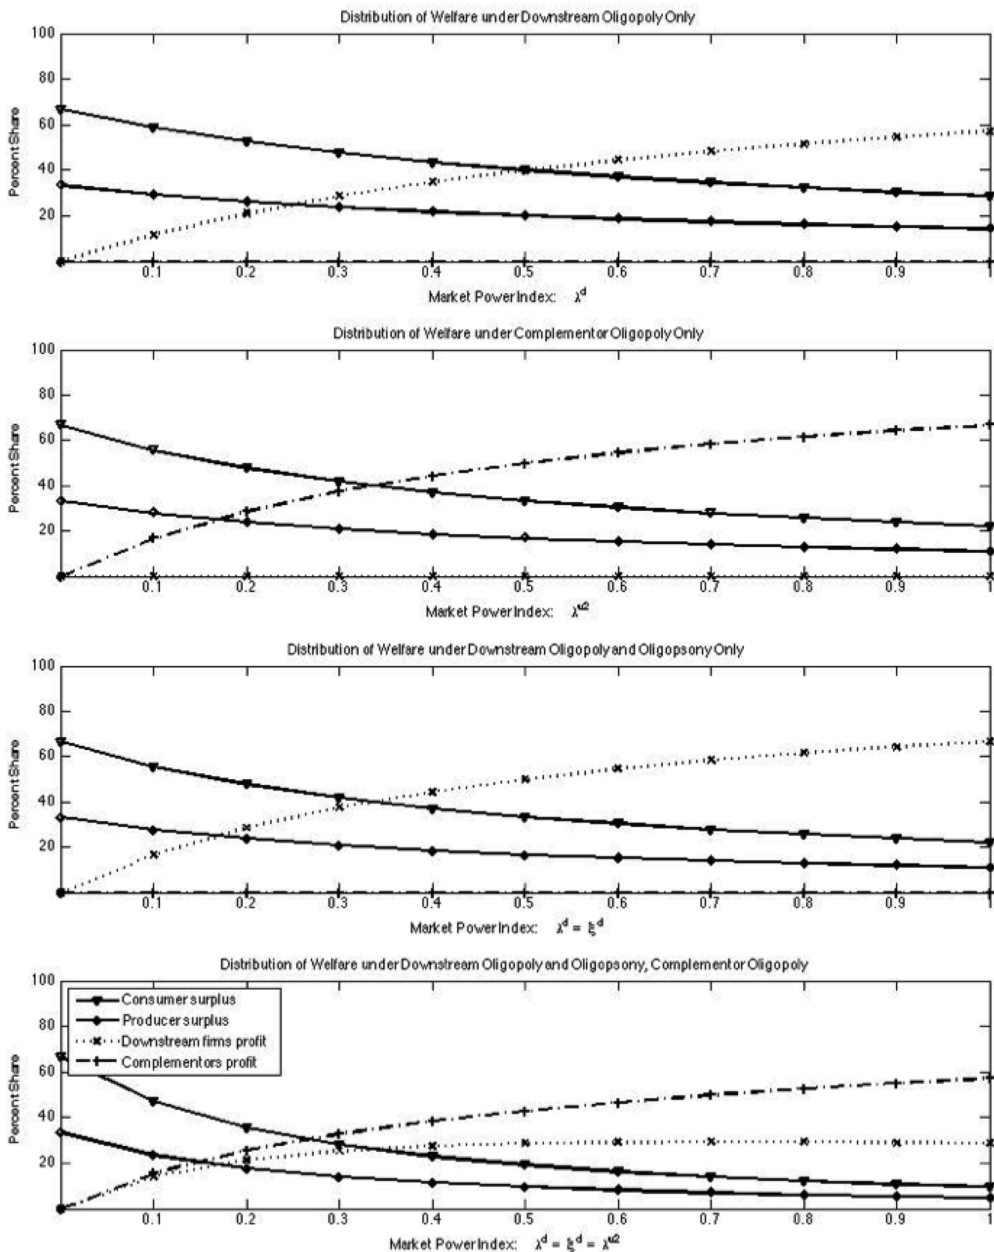 Distribution of Welfare under Downstream Oligopoly Only
100
80
60
40
20
Percent Share
0.1 0.2 0.3 0.4 0.5 0.6 0.7 0.8 0.9 1
Market Power Index: λᵈ
Distribution of Welfare under Complementor Oligopoly Only
100
80
60
40
20
Percent Share
0.1 0.2 0.3 0.4 0.5 0.6 0.7 0.8 0.9 1
Market Power Index: λᵘ²
Distribution of Welfare under Downstream Oligopoly and Oligopsony Only
100
80
60
40
20
Percent Share
0.1 0.2 0.3 0.4 0.5 0.6 0.7 0.8 0.9 1
Market Power Index: λᵈ = ξᵈ
Distribution of Welfare under Downstream Oligopoly and Oligopsony, Complementor Oligopoly
100
80
60
40
20
Percent Share
Consumer surplus
Producer surplus
Downstream firms profit
Complementors profit
0.1 0.2 0.3 0.4 0.5 0.6 0.7 0.8 0.9 1
Market Power Index: λᵈ = ξᵈ = λᵘ²